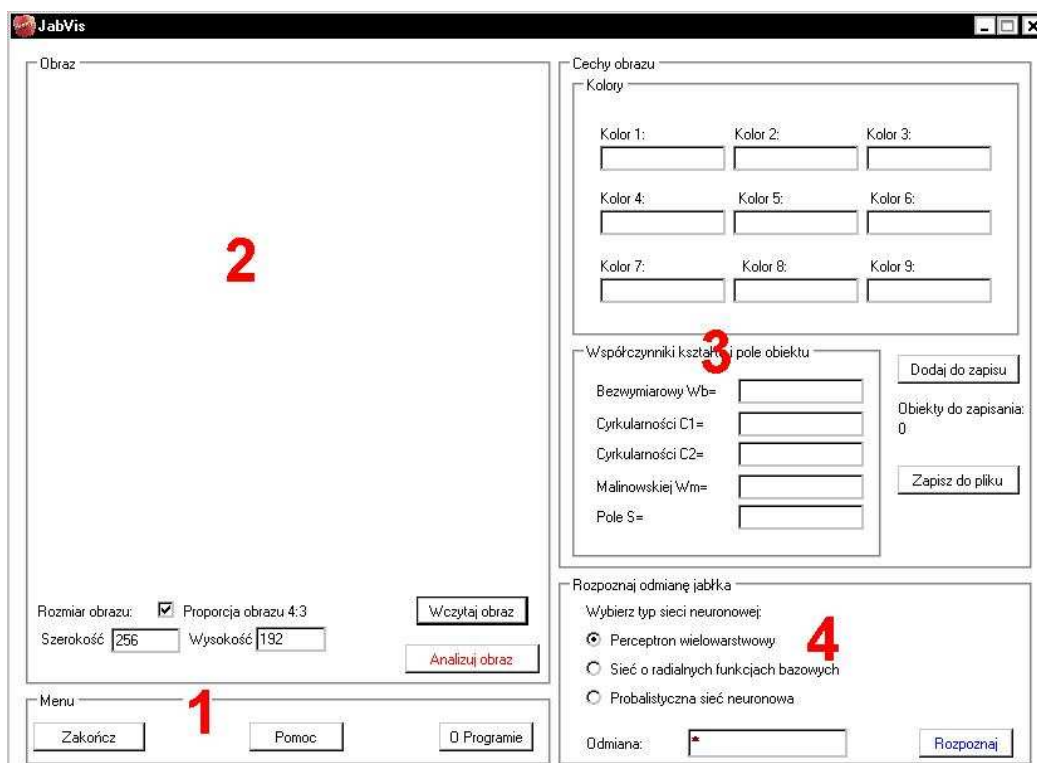 JabVis
Obraz
2
Rozmiar obrazu: Proporcja obrazu 4:3
Szerokość 256 Wysokość 192
Wczytaj obraz
Analizuj obraz
Menu
1
Zakończ Pomoc O Programie
Cechy obrazu
Kolory
Kolor 1: Kolor 2: Kolor 3:
Kolor 4: Kolor 5: Kolor 6:
Kolor 7: Kolor 8: Kolor 9:
3
Współczynniki kształtu i pole obiektu
Bezwymiarowy Wb=
Cyrkularności C1=
Cyrkularności C2=
Malinowskiej Wm=
Pole S=
Dodaj do zapisu
Obiekty do zapisania:
0
Zapisz do pliku
Rozpoznaj odmianę jabłka
Wybierz typ sieci neuronowej:
4
Perceptron wielowarstwowy
Sieć o radialnych funkcjach bazowych
Probalistyczna sieć neuronowa
Odmiana: * Rozpoznaj